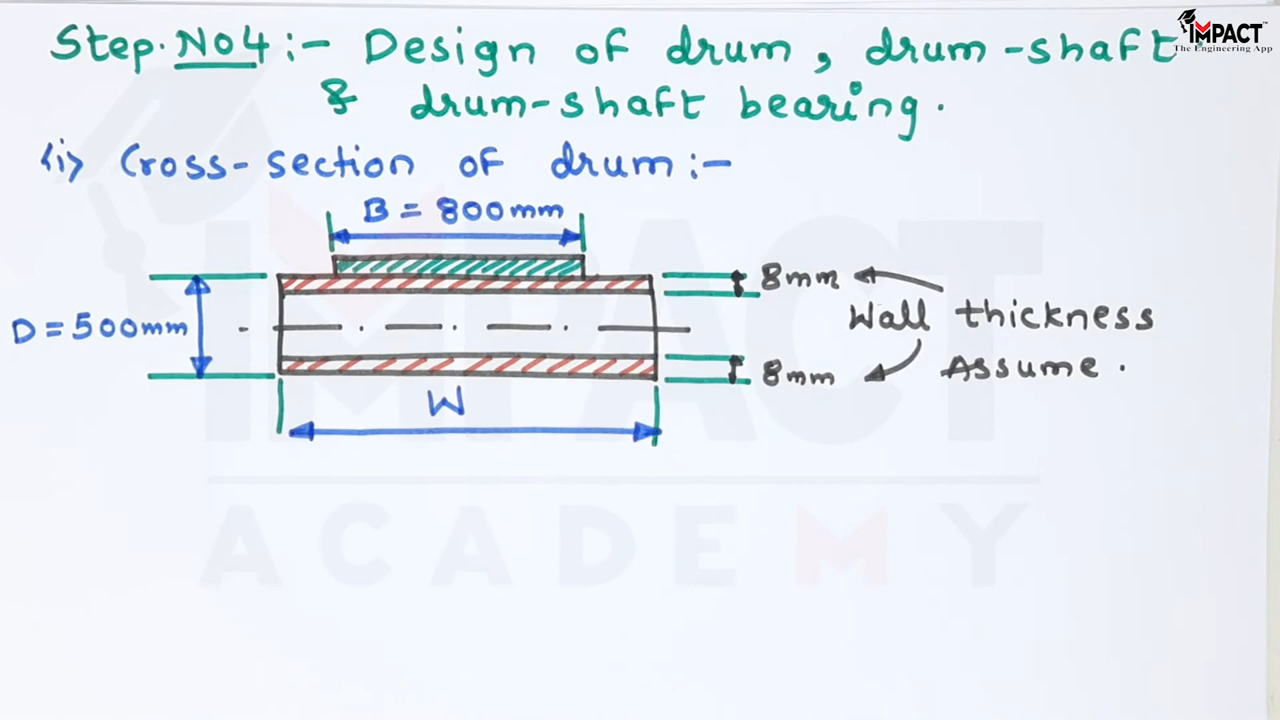 Step.No4:- Design of drum, drum-shaft
& drum-shaft bearing.
(i) Cross-section of drum:-
B = 800mm
D = 500mm
8mm
Wall thickness
Assume.
8mm
W
IMPACT
The Engineering App
IMPACT
ACADEMY